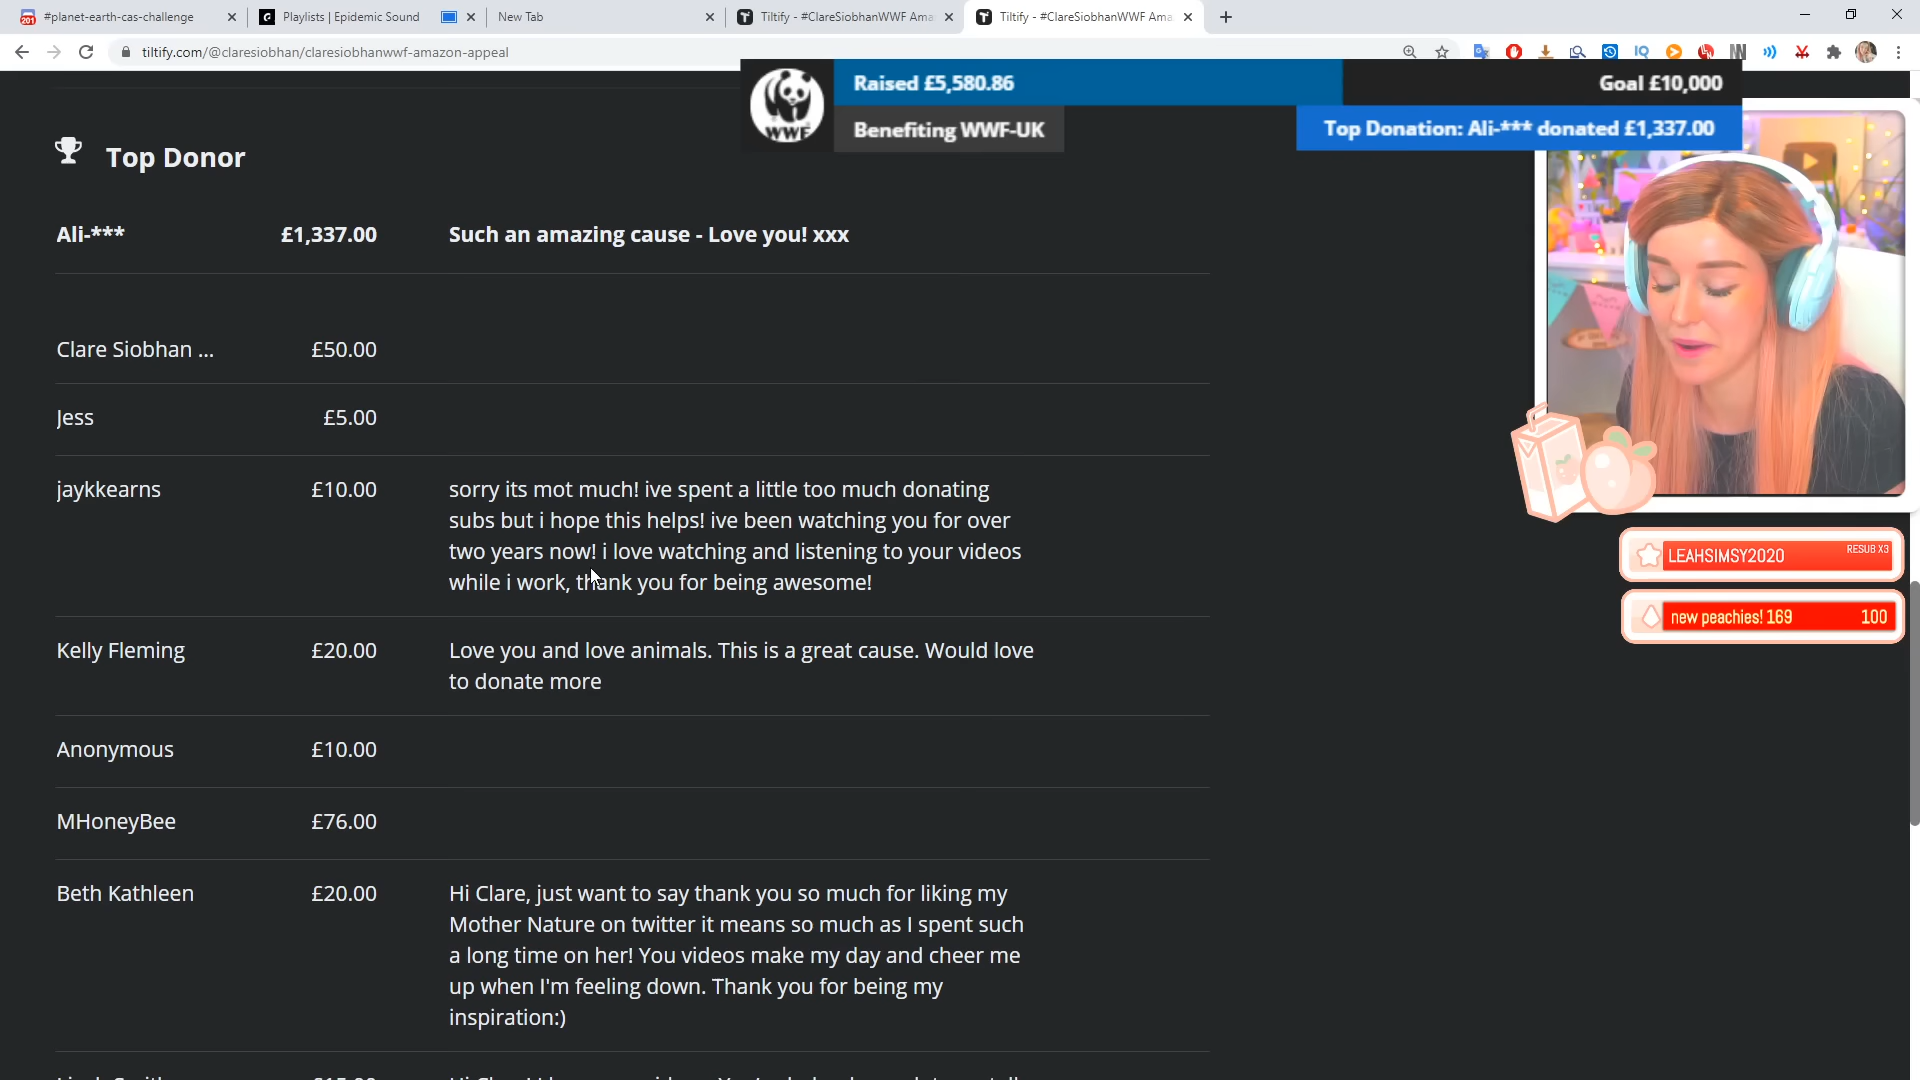 #planet-earth-cas-challenge
Playlists | Epidemic Sound
New Tab
Tiltify - #ClareSiobhanWWF Ama
Tiltify - #ClareSiobhanWWF Ama
tiltify.com/@claresiobhan/claresiobhanwwf-amazon-appeal
WWF
Raised £5,580.86
Goal £10,000
Benefiting WWF-UK
Top Donation: Ali-*** donated £1,337.00
Top Donor
Ali-*** £1,337.00 Such an amazing cause - Love you! xxx
Clare Siobhan ... £50.00
Jess £5.00
jaykkearns £10.00 sorry its mot much! ive spent a little too much donating
subs but i hope this helps! ive been watching you for over
two years now! i love watching and listening to your videos
while i work, thank you for being awesome!
Kelly Fleming £20.00 Love you and love animals. This is a great cause. Would love
to donate more
Anonymous £10.00
MHoneyBee £76.00
Beth Kathleen £20.00 Hi Clare, just want to say thank you so much for liking my
Mother Nature on twitter it means so much as I spent such
a long time on her! You videos make my day and cheer me
up when I'm feeling down. Thank you for being my
inspiration:)
LEAHSIMSY2020 RESUB X3
new peachies! 169 100